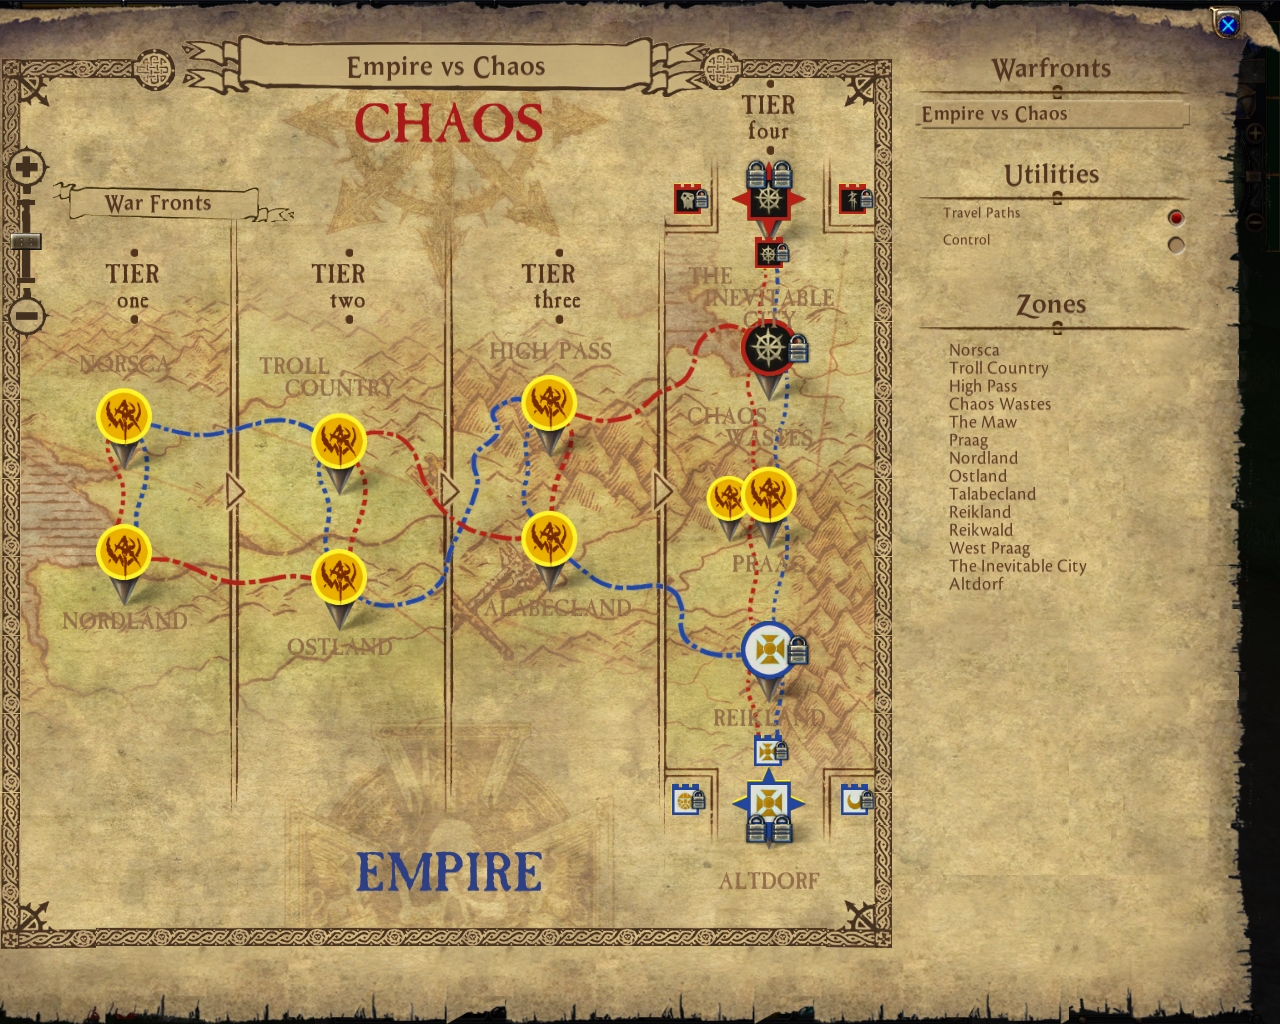 Empire vs Chaos
CHAOS
TIER
four
War Fronts
TIER
one
TIER
two
TIER
three
THE
INEVITABLE
CITY
NORSCA
TROLL
COUNTRY
HIGH PASS
CHAOS
WASTES
PRAAG
NORDLAND
OSTLAND
TALABECLAND
REIKLAND
EMPIRE
ALTDORF
Warfronts
Empire vs Chaos
Utilities
Travel Paths
Control
Zones
Norsca
Troll Country
High Pass
Chaos Wastes
The Maw
Praag
Nordland
Ostland
Talabecland
Reikland
Reikwald
West Praag
The Inevitable City
Altdorf